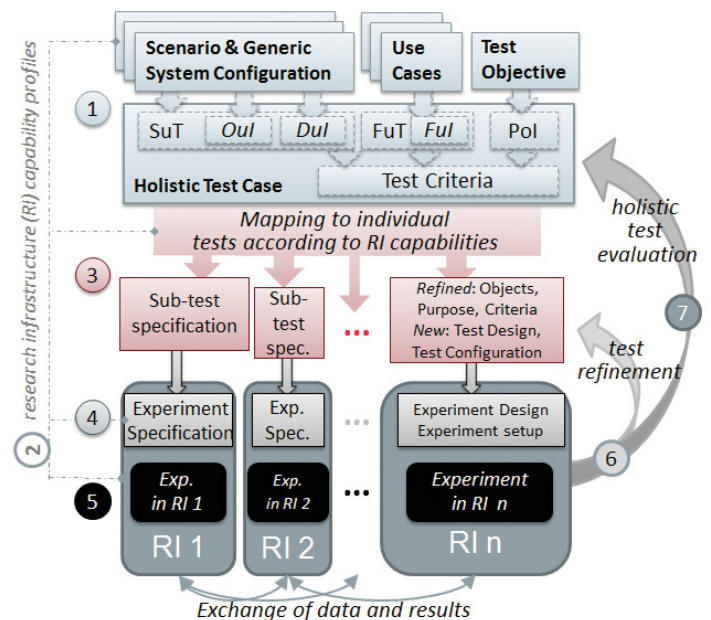 Scenario & Generic
System Configuration
Use
Cases
Test
Objective
research infrastructure (RI) capability profiles
1
SuT
OuI
DuI
FuT
FuI
PoI
Holistic Test Case
Test Criteria
Mapping to individual
tests according to RI capabilities
holistic
test
evaluation
7
3
Sub-test
specification
Sub-
test
spec.
...
Refined: Objects,
Purpose, Criteria
New: Test Design,
Test Configuration
test
refinement
4
Experiment
Specification
Exp.
Spec.
...
Experiment Design
Experiment setup
2
6
5
Exp.
in RI 1
Exp.
in RI 2
...
Experiment
in RI n
RI 1
RI 2
RI n
Exchange of data and results